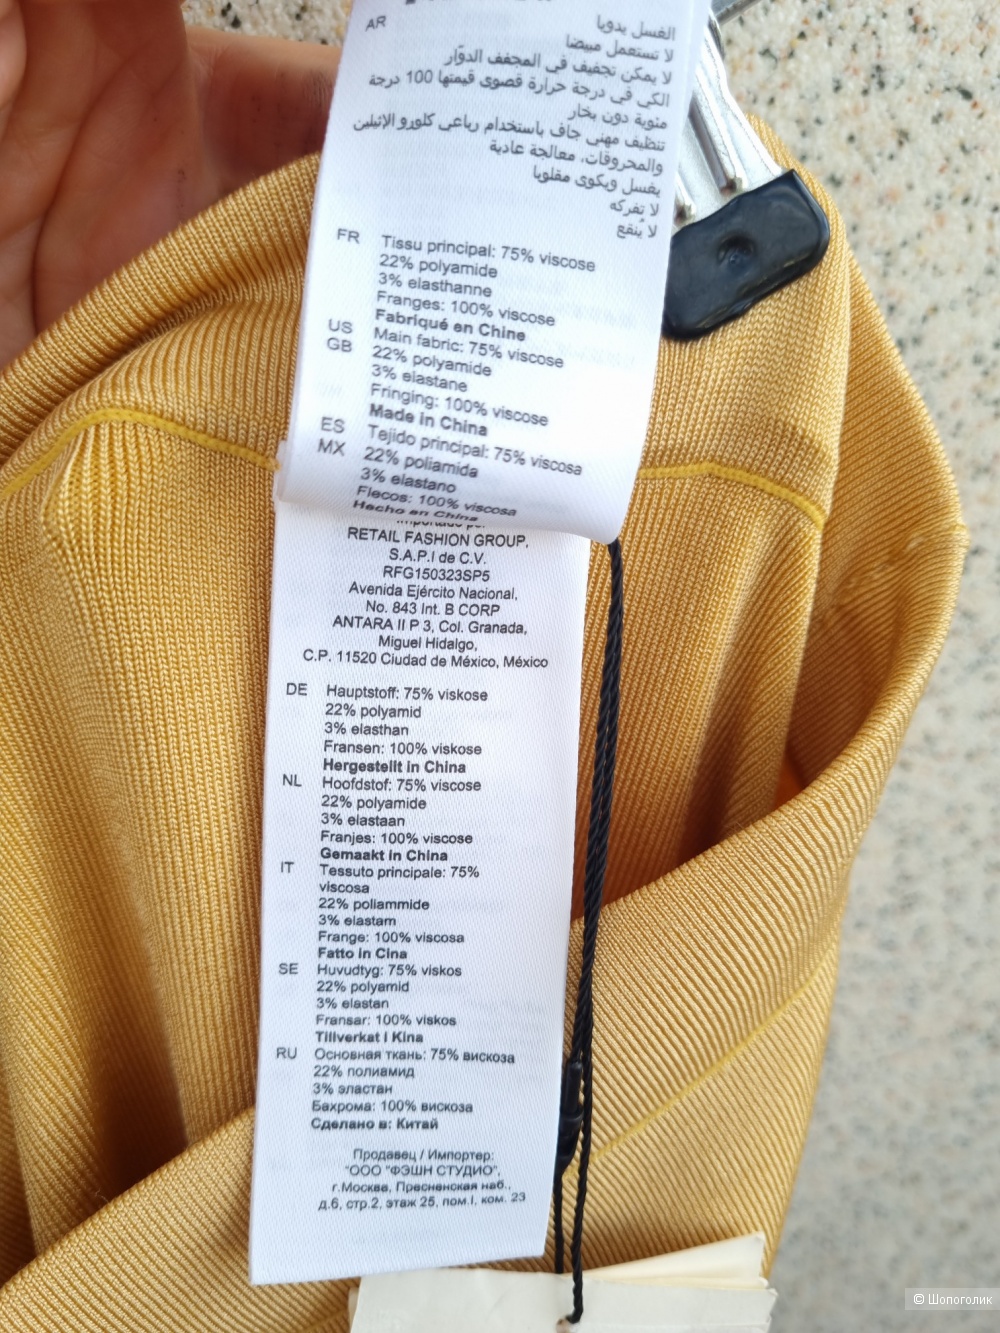 AR
الغسل يدويا
لا تستعمل مبيضا
لا يمكن تجفيف في المجفف الدوّار
الكي في درجة حرارة قصوى قيمتها 100 درجة
مئوية دون بخار
تنظيف مهني جاف باستخدام رباعي كلورو الإثيلين
والمحروقات، معالجة عادية
يغسل ويكوى مقلوبا
لا تفركه
لا يُنقع
FR Tissu principal: 75% viscose
22% polyamide
3% elasthanne
Franges: 100% viscose
Fabriqué en Chine
US Main fabric: 75% viscose
GB 22% polyamide
3% elastane
Fringing: 100% viscose
Made in China
ES Tejido principal: 75% viscosa
MX 22% poliamida
3% elastano
Flecos: 100% viscosa
Hecho en China
RETAIL FASHION GROUP,
S.A.P.I de C.V.
RFG150323SP5
Avenida Ejército Nacional,
No. 843 Int. B CORP
ANTARA II P 3, Col. Granada,
Miguel Hidalgo,
C.P. 11520 Ciudad de México, México
DE Hauptstoff: 75% viskose
22% polyamid
3% elasthan
Fransen: 100% viskose
Hergestellt in China
NL Hoofdstof: 75% viscose
22% polyamide
3% elastaan
Franjes: 100% viscose
Gemaakt in China
IT Tessuto principale: 75%
viscosa
22% poliammide
3% elastam
Frange: 100% viscosa
Fatto in Cina
SE Huvudtyg: 75% viskos
22% polyamid
3% elastan
Fransar: 100% viskos
Tillverkat i Kina
RU Основная ткань: 75% вискоза
22% полиамид
3% эластан
Бахрома: 100% вискоза
Сделано в: Китай
Продавец / Импортер:
"ООО "ФЭШН СТУДИО",
г.Москва, Пресненская наб.,
д.6, стр.2, этаж 25, пом.I, ком. 23
© Шопоголик